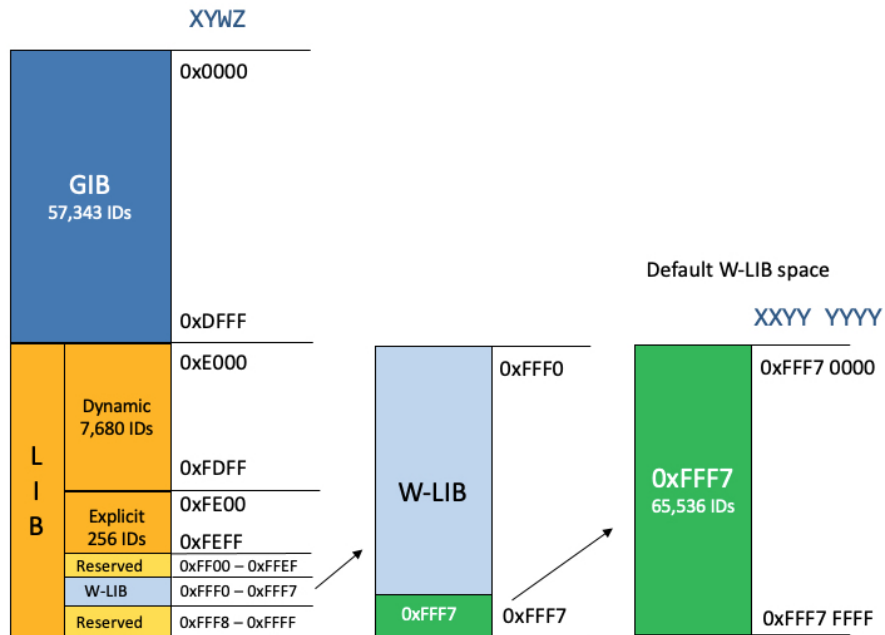 XYWZ
0x0000
GIB
57,343 IDs
0xDFFF
0xE000
Dynamic
7,680 IDs
0xFDFF
L
I
B
0xFE00
Explicit
256 IDs
0xFEFF
Reserved
0xFF00 – 0xFFEF
W-LIB
0xFFF0 – 0xFFF7
Reserved
0xFFF8 – 0xFFFF
0xFFF0
W-LIB
0xFFF7
0xFFF7
Default W-LIB space
XXYY YYYY
0xFFF7 0000
0xFFF7
65,536 IDs
0xFFF7 FFFF